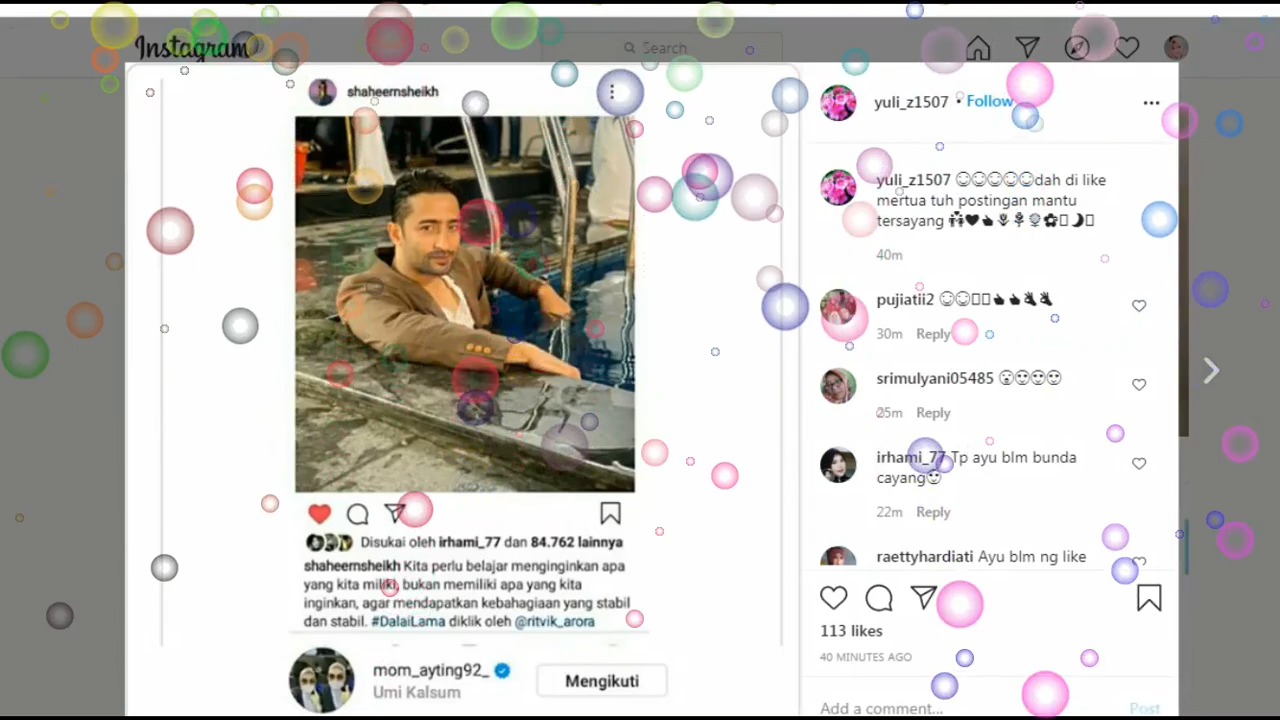 Instagram
Search
shaheernsheikh
Disukai oleh irhami_77 dan 84.762 lainnya
shaheernsheikh Kita perlu belajar menginginkan apa
yang kita miliki, bukan memiliki apa yang kita
inginkan, agar mendapatkan kebahagiaan yang stabil
dan stabil. #DalaiLama diklik oleh @ritvik_arora
mom_ayting92_
Umi Kalsum
Mengikuti
yuli_z1507 • Follow
yuli_z1507 dah di like
mertua tuh postingan mantu
tersayang
40m
pujiatii2
30m Reply
srimulyani05485
25m Reply
irhami_77 Tp ayu blm bunda
cayang
22m Reply
raettyhardiati Ayu blm ng like
113 likes
40 MINUTES AGO
Add a comment... Post